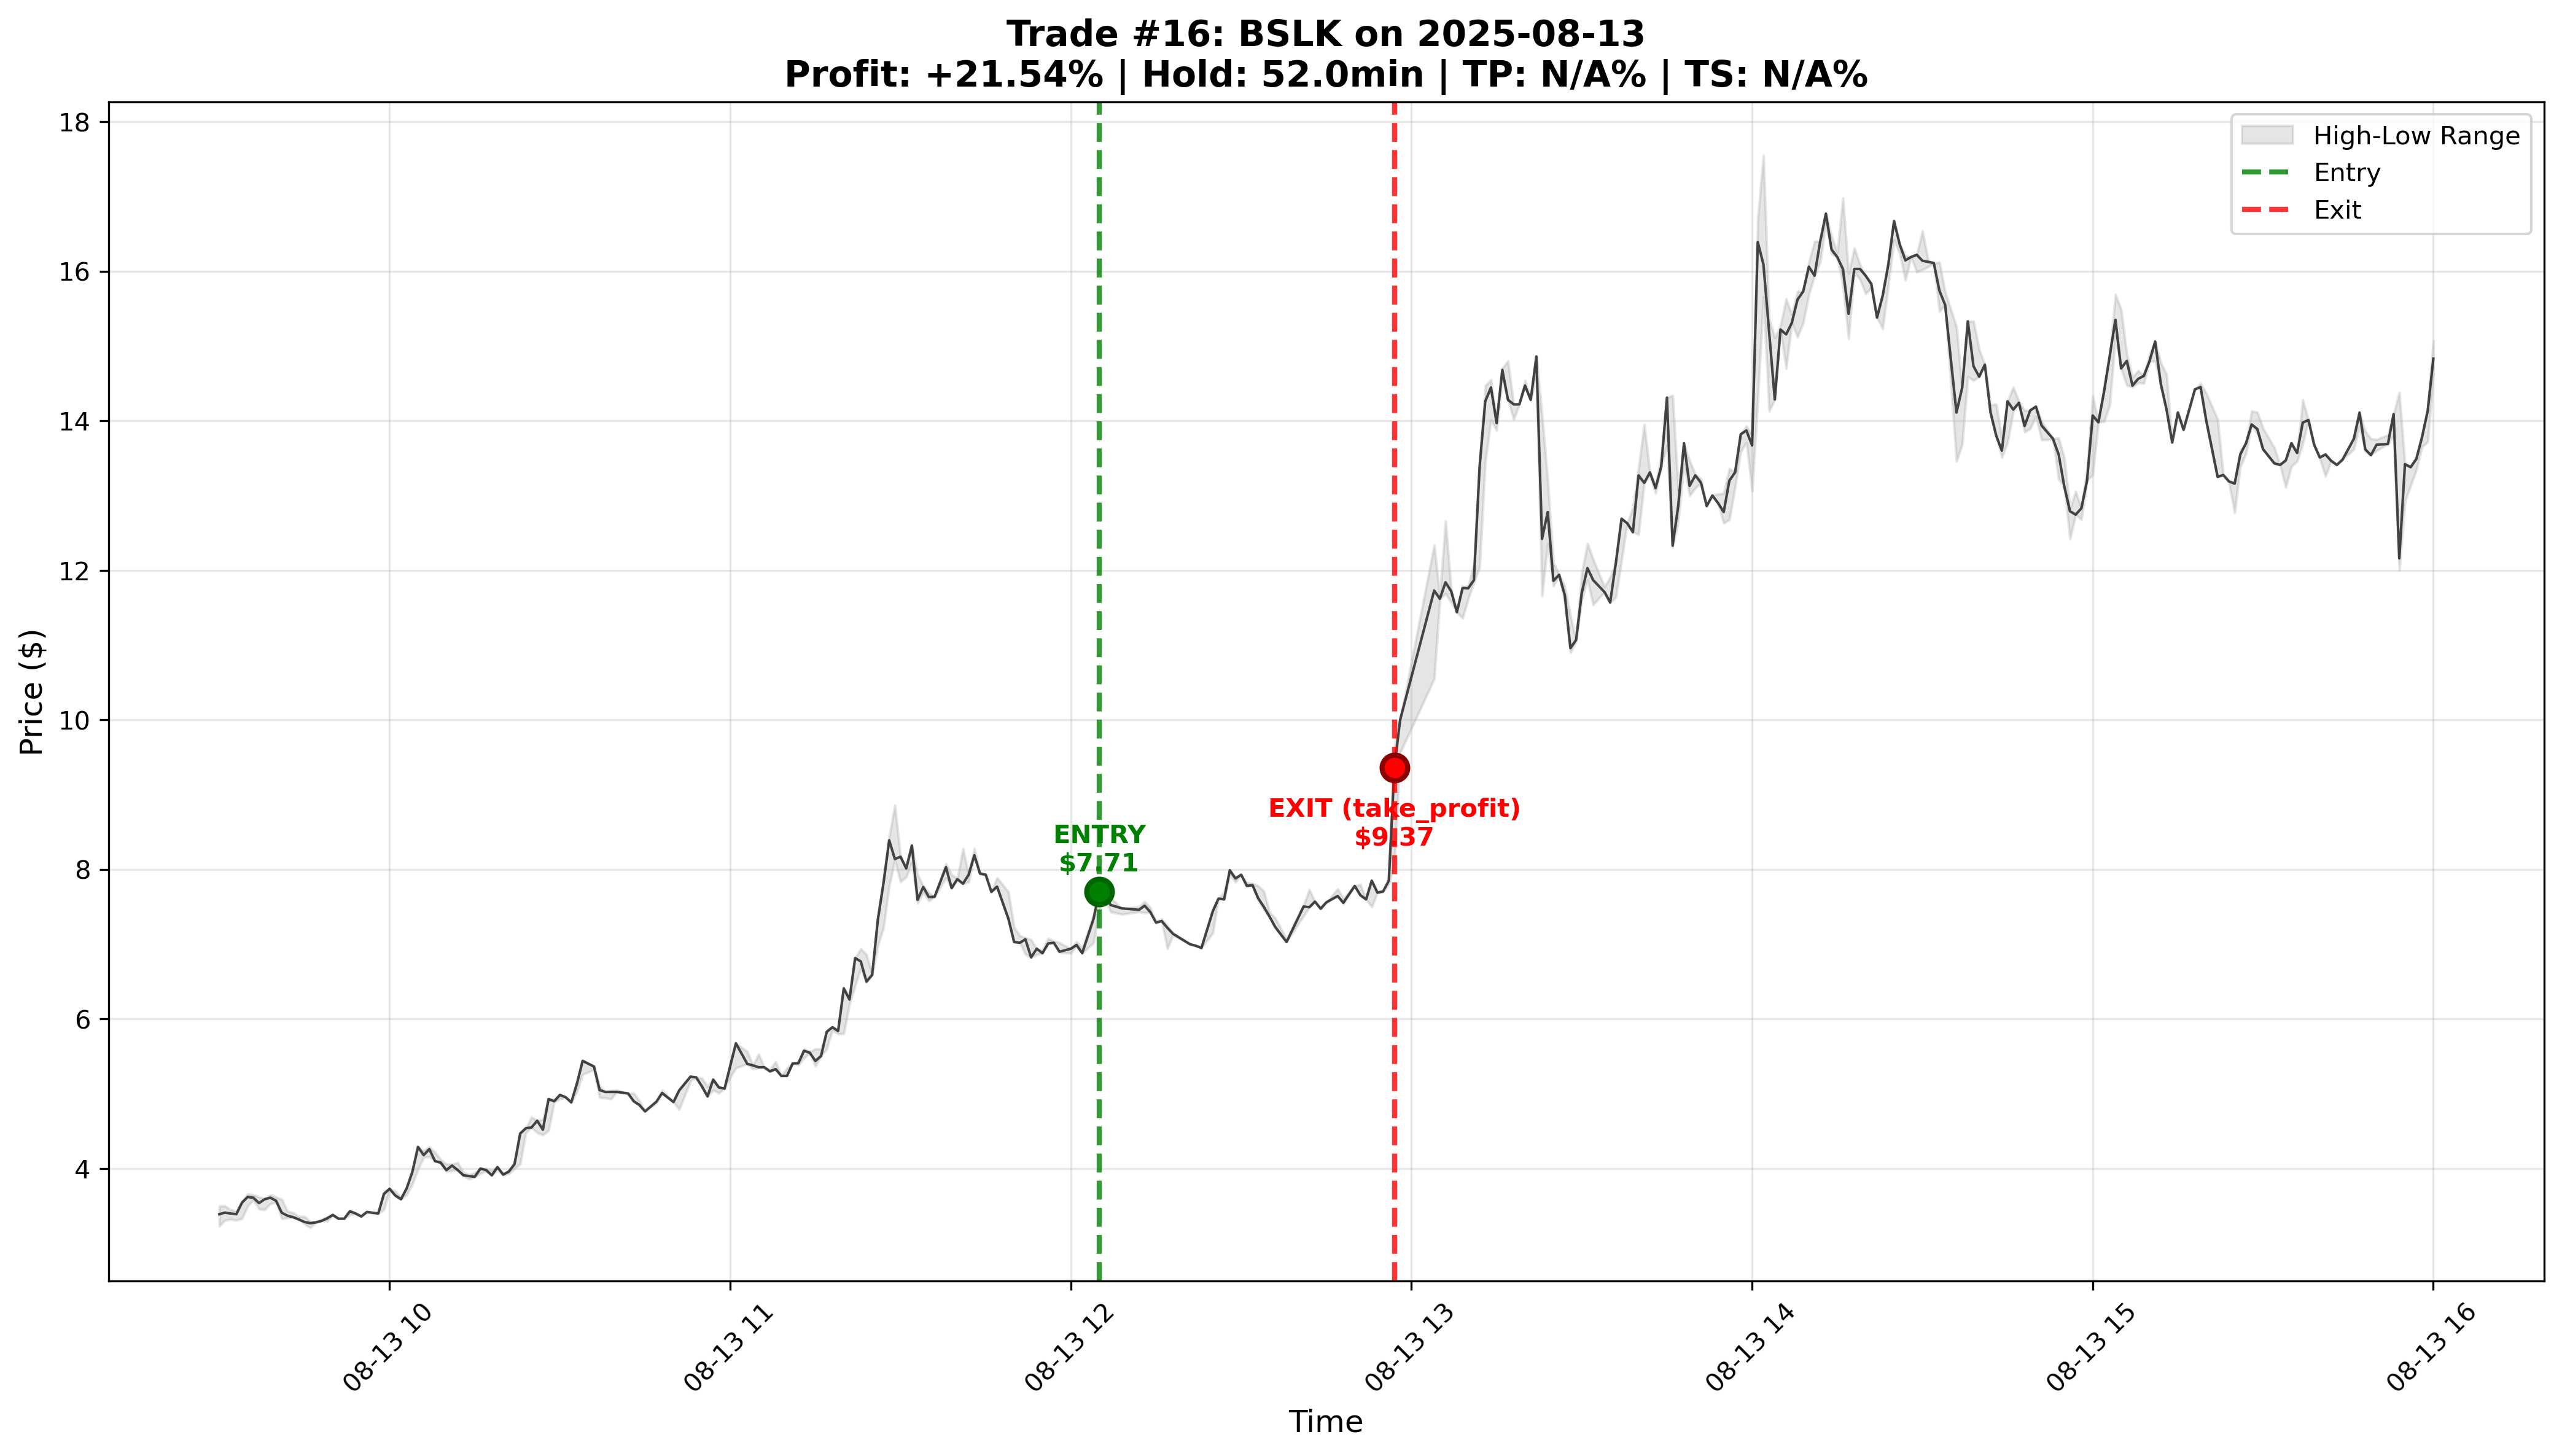 Trade #16: BSLK on 2025-08-13
Profit: +21.54% | Hold: 52.0min | TP: N/A% | TS: N/A%
High-Low Range
Entry
Exit
18
16
14
12
10
8
6
4
Price ($)
ENTRY
$7.71
EXIT (take_profit)
$9.37
08-13 10
08-13 11
08-13 12
08-13 13
08-13 14
08-13 15
08-13 16
Time